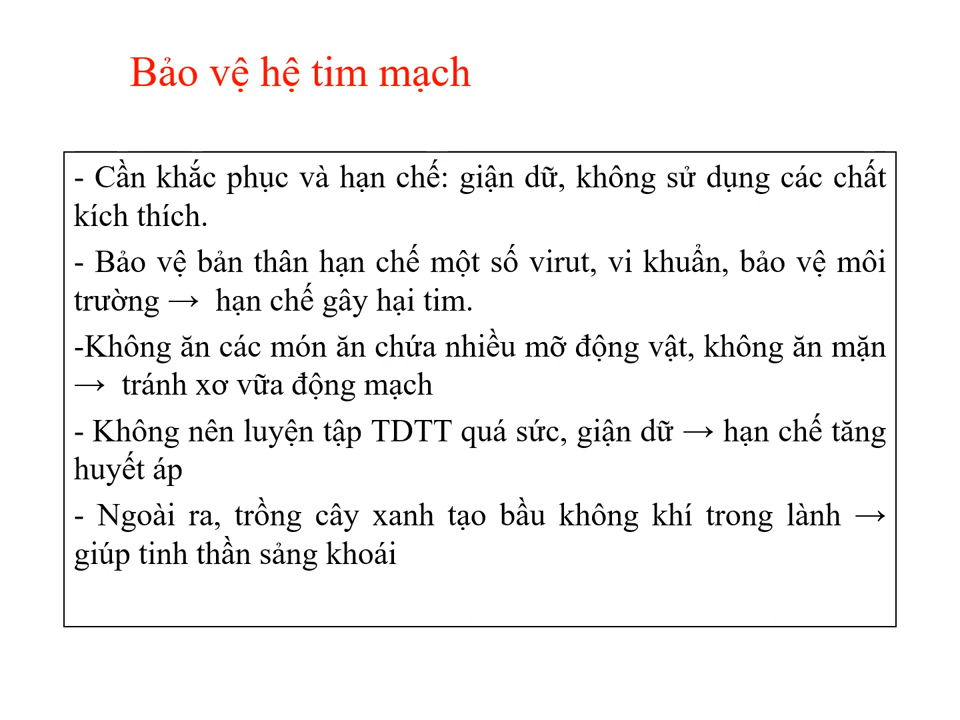 Bảo vệ hệ tim mạch
- Cần khắc phục và hạn chế: giận dữ, không sử dụng các chất
kích thích.
- Bảo vệ bản thân hạn chế một số virut, vi khuẩn, bảo vệ môi
trường → hạn chế gây hại tim.
-Không ăn các món ăn chứa nhiều mỡ động vật, không ăn mặn
→ tránh xơ vữa động mạch
- Không nên luyện tập TDTT quá sức, giận dữ → hạn chế tăng
huyết áp
- Ngoài ra, trồng cây xanh tạo bầu không khí trong lành →
giúp tinh thần sảng khoái